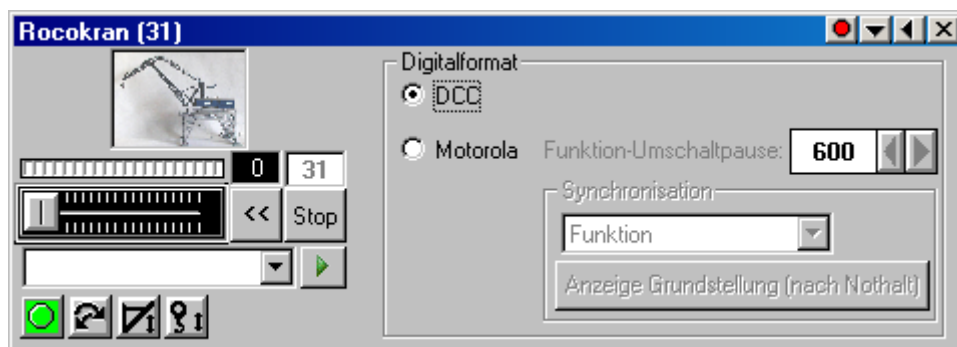 Rocokran (31)
Digitalformat
DCC
Motorola Funktion-Umschaltpause: 600
0 31
<< Stop
Synchronisation
Funktion
Anzeige Grundstellung (nach Nothalt)